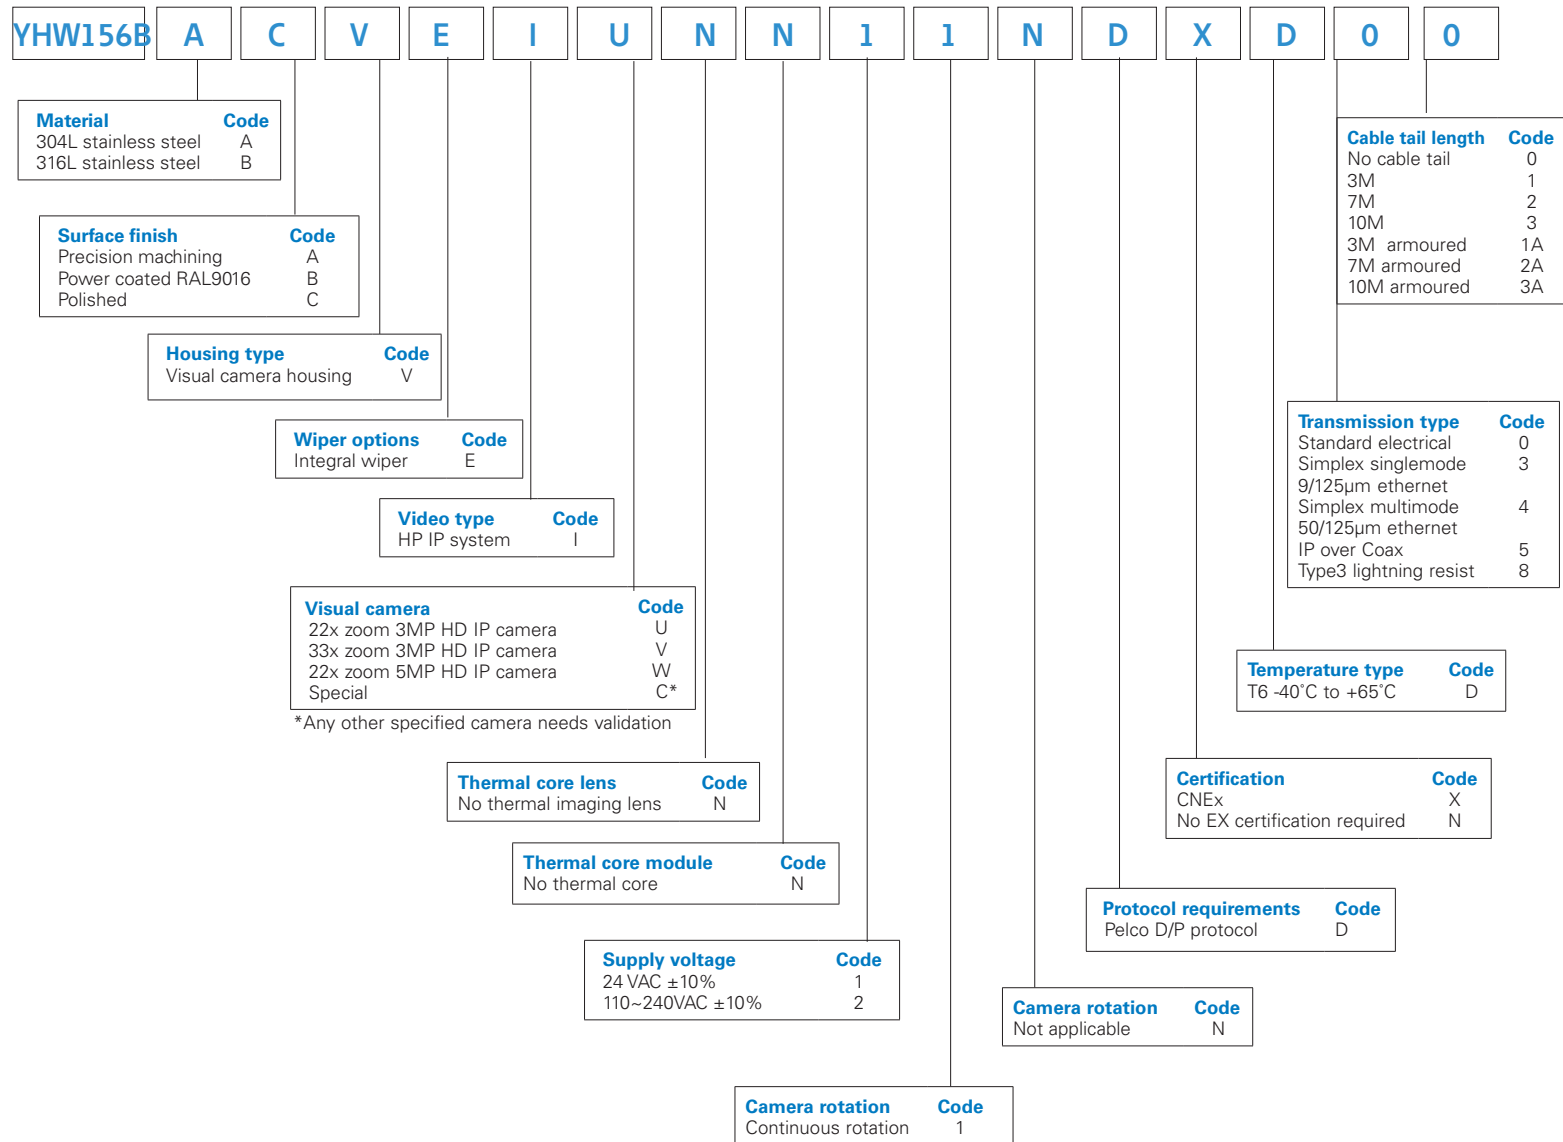 YHW156B A C V E I U N N 1 1 N D X D 0 0
Material Code
304L stainless steel A
316L stainless steel B
Cable tail length Code
No cable tail 0
3M 1
7M 2
10M 3
3M armoured 1A
7M armoured 2A
10M armoured 3A
Surface finish Code
Precision machining A
Power coated RAL9016 B
Polished C
Housing type Code
Visual camera housing V
Wiper options Code
Integral wiper E
Transmission type Code
Standard electrical 0
Simplex singlemode 3
9/125µm ethernet
Simplex multimode 4
50/125µm ethernet
IP over Coax 5
Type3 lightning resist 8
Video type Code
HP IP system I
Visual camera Code
22x zoom 3MP HD IP camera U
33x zoom 3MP HD IP camera V
22x zoom 5MP HD IP camera W
Special C*
*Any other specified camera needs validation
Temperature type Code
T6 -40˚C to +65˚C D
Thermal core lens Code
No thermal imaging lens N
Certification Code
CNEx X
No EX certification required N
Thermal core module Code
No thermal core N
Protocol requirements Code
Pelco D/P protocol D
Supply voltage Code
24 VAC ±10% 1
110~240VAC ±10% 2
Camera rotation Code
Not applicable N
Camera rotation Code
Continuous rotation 1